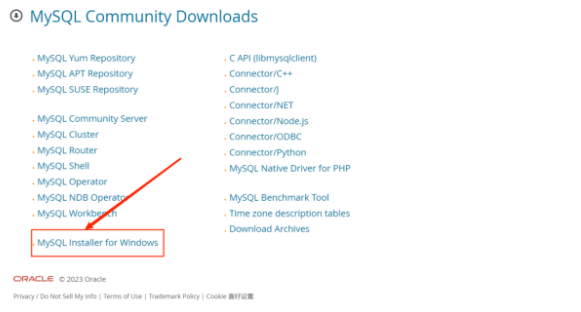 MySQL Community Downloads
MySQL Yum Repository
MySQL APT Repository
MySQL SUSE Repository
MySQL Community Server
MySQL Cluster
MySQL Router
MySQL Shell
MySQL Operator
MySQL NDB Operator
MySQL Workbench
MySQL Installer for Windows
C API (libmysqlclient)
Connector/C++
Connector/J
Connector/NET
Connector/Node.js
Connector/ODBC
Connector/Python
MySQL Native Driver for PHP
MySQL Benchmark Tool
Time zone description tables
Download Archives
ORACLE © 2023 Oracle
Privacy / Do Not Sell My Info | Terms of Use | Trademark Policy | Cookie 喜好设置